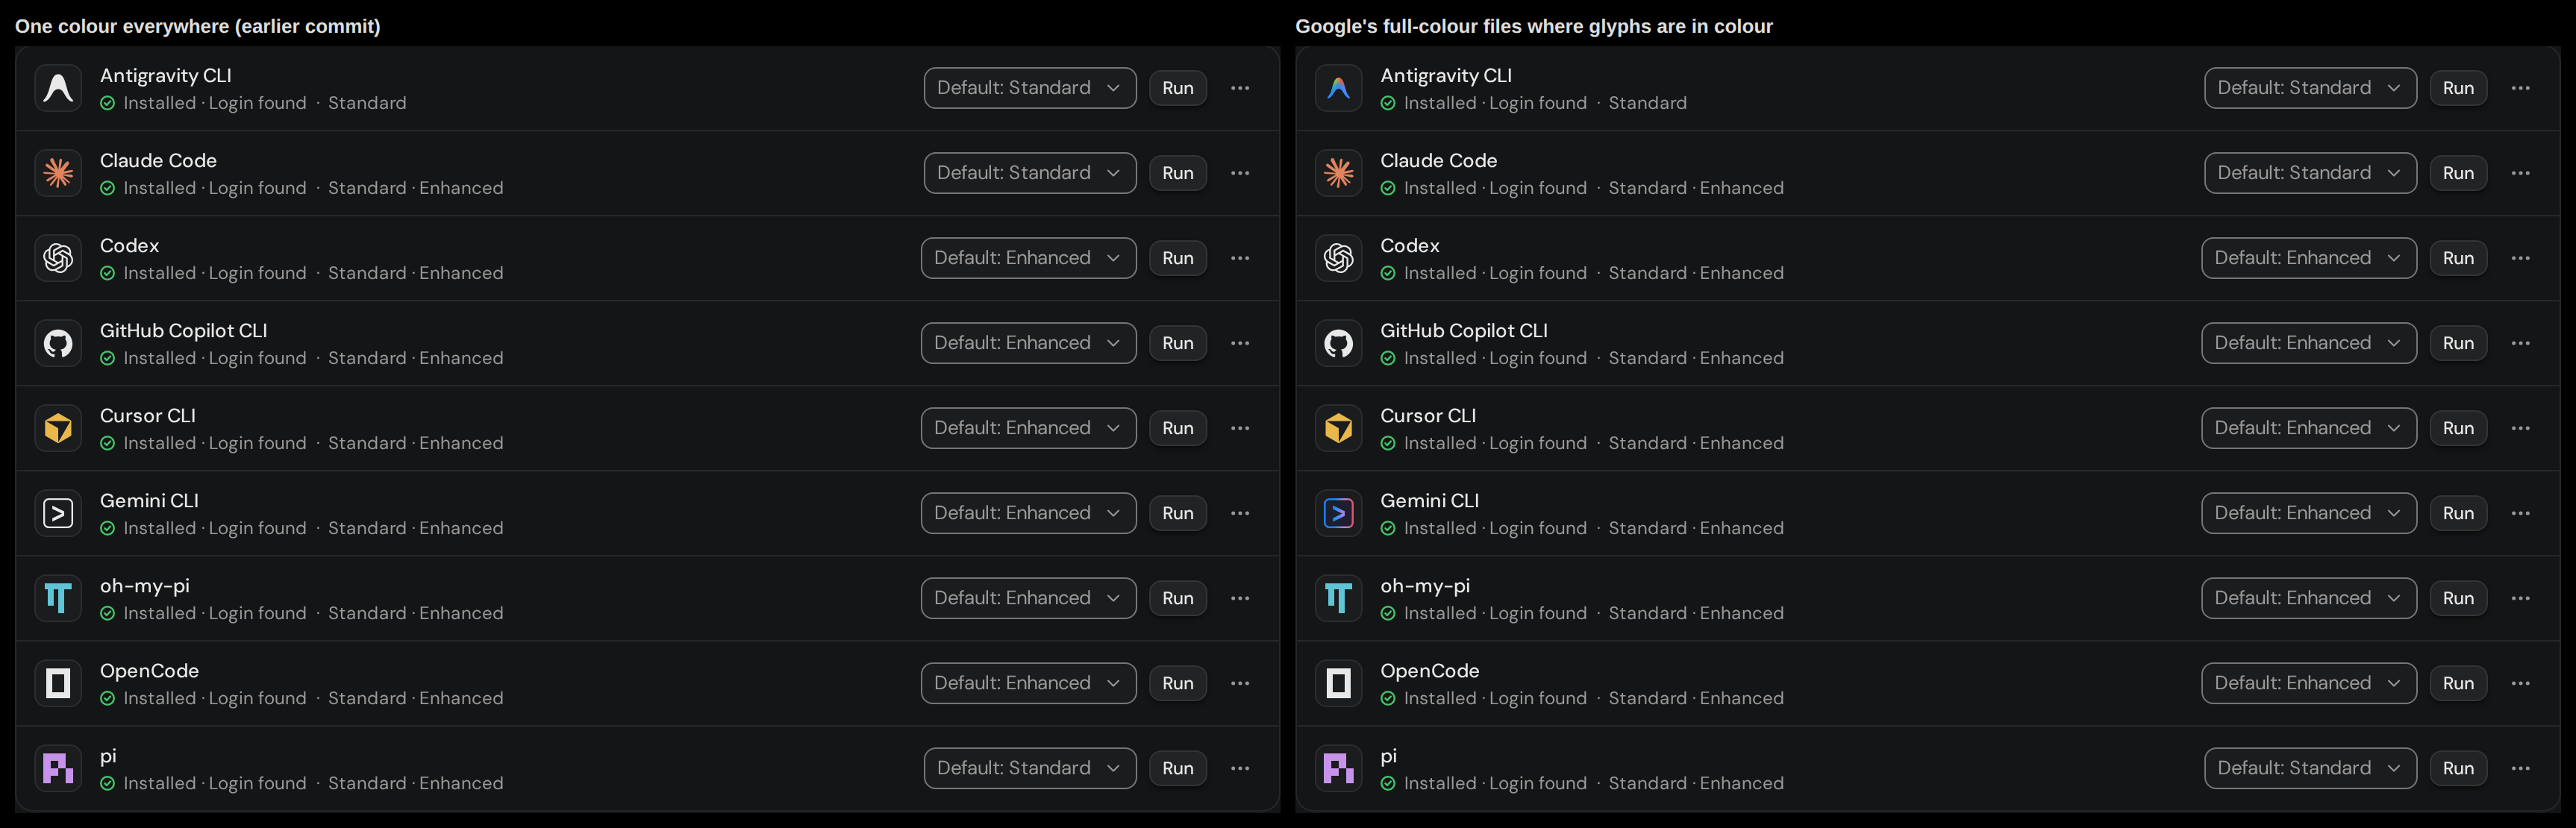 One colour everywhere (earlier commit)
Antigravity CLI
Installed · Login found · Standard
Default: Standard
Run
Claude Code
Installed · Login found · Standard · Enhanced
Default: Standard
Run
Codex
Installed · Login found · Standard · Enhanced
Default: Enhanced
Run
GitHub Copilot CLI
Installed · Login found · Standard · Enhanced
Default: Enhanced
Run
Cursor CLI
Installed · Login found · Standard · Enhanced
Default: Enhanced
Run
Gemini CLI
Installed · Login found · Standard · Enhanced
Default: Enhanced
Run
oh-my-pi
Installed · Login found · Standard · Enhanced
Default: Enhanced
Run
OpenCode
Installed · Login found · Standard · Enhanced
Default: Enhanced
Run
pi
Installed · Login found · Standard · Enhanced
Default: Standard
Run
Google's full-colour files where glyphs are in colour
Antigravity CLI
Installed · Login found · Standard
Default: Standard
Run
Claude Code
Installed · Login found · Standard · Enhanced
Default: Standard
Run
Codex
Installed · Login found · Standard · Enhanced
Default: Enhanced
Run
GitHub Copilot CLI
Installed · Login found · Standard · Enhanced
Default: Enhanced
Run
Cursor CLI
Installed · Login found · Standard · Enhanced
Default: Enhanced
Run
Gemini CLI
Installed · Login found · Standard · Enhanced
Default: Enhanced
Run
oh-my-pi
Installed · Login found · Standard · Enhanced
Default: Enhanced
Run
OpenCode
Installed · Login found · Standard · Enhanced
Default: Enhanced
Run
pi
Installed · Login found · Standard · Enhanced
Default: Standard
Run